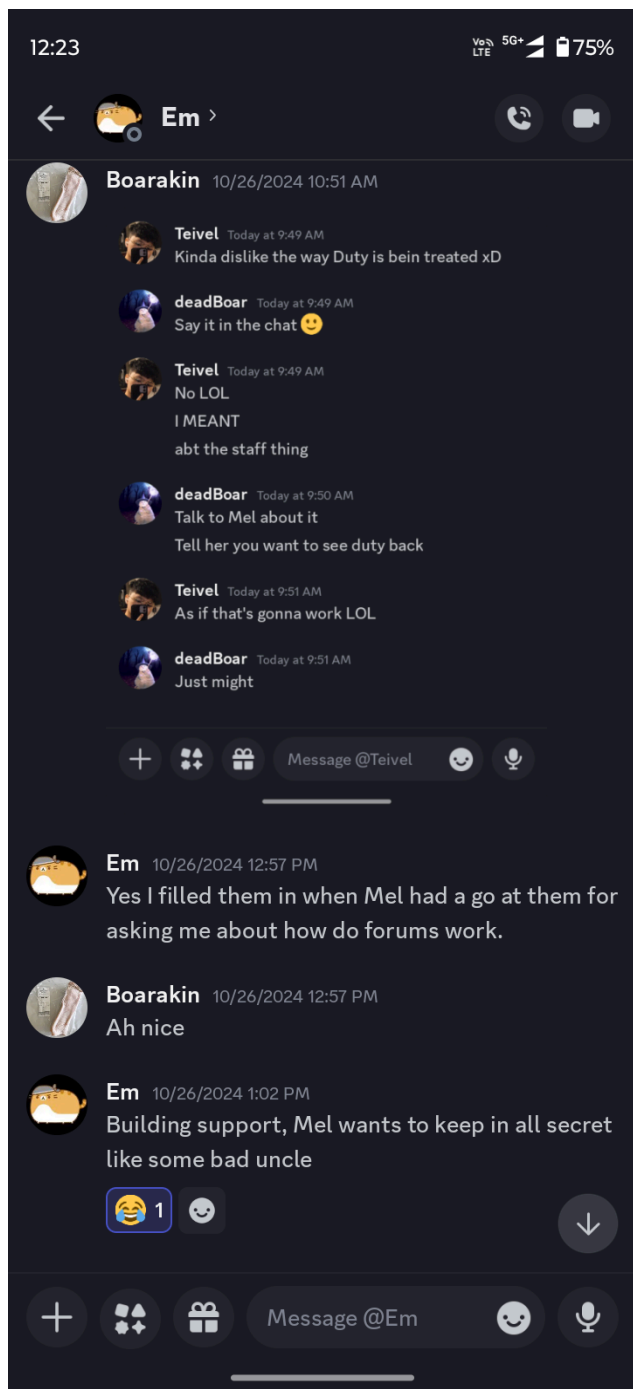 12:23
Vo LTE 5G+ 75%
Em
Boarakin 10/26/2024 10:51 AM
Teivel Today at 9:49 AM
Kinda dislike the way Duty is bein treated xD
deadBoar Today at 9:49 AM
Say it in the chat 🙂
Teivel Today at 9:49 AM
No LOL
I MEANT
abt the staff thing
deadBoar Today at 9:50 AM
Talk to Mel about it
Tell her you want to see duty back
Teivel Today at 9:51 AM
As if that's gonna work LOL
deadBoar Today at 9:51 AM
Just might
Message @Teivel
Em 10/26/2024 12:57 PM
Yes I filled them in when Mel had a go at them for
asking me about how do forums work.
Boarakin 10/26/2024 12:57 PM
Ah nice
Em 10/26/2024 1:02 PM
Building support, Mel wants to keep in all secret
like some bad uncle
😂 1
Message @Em